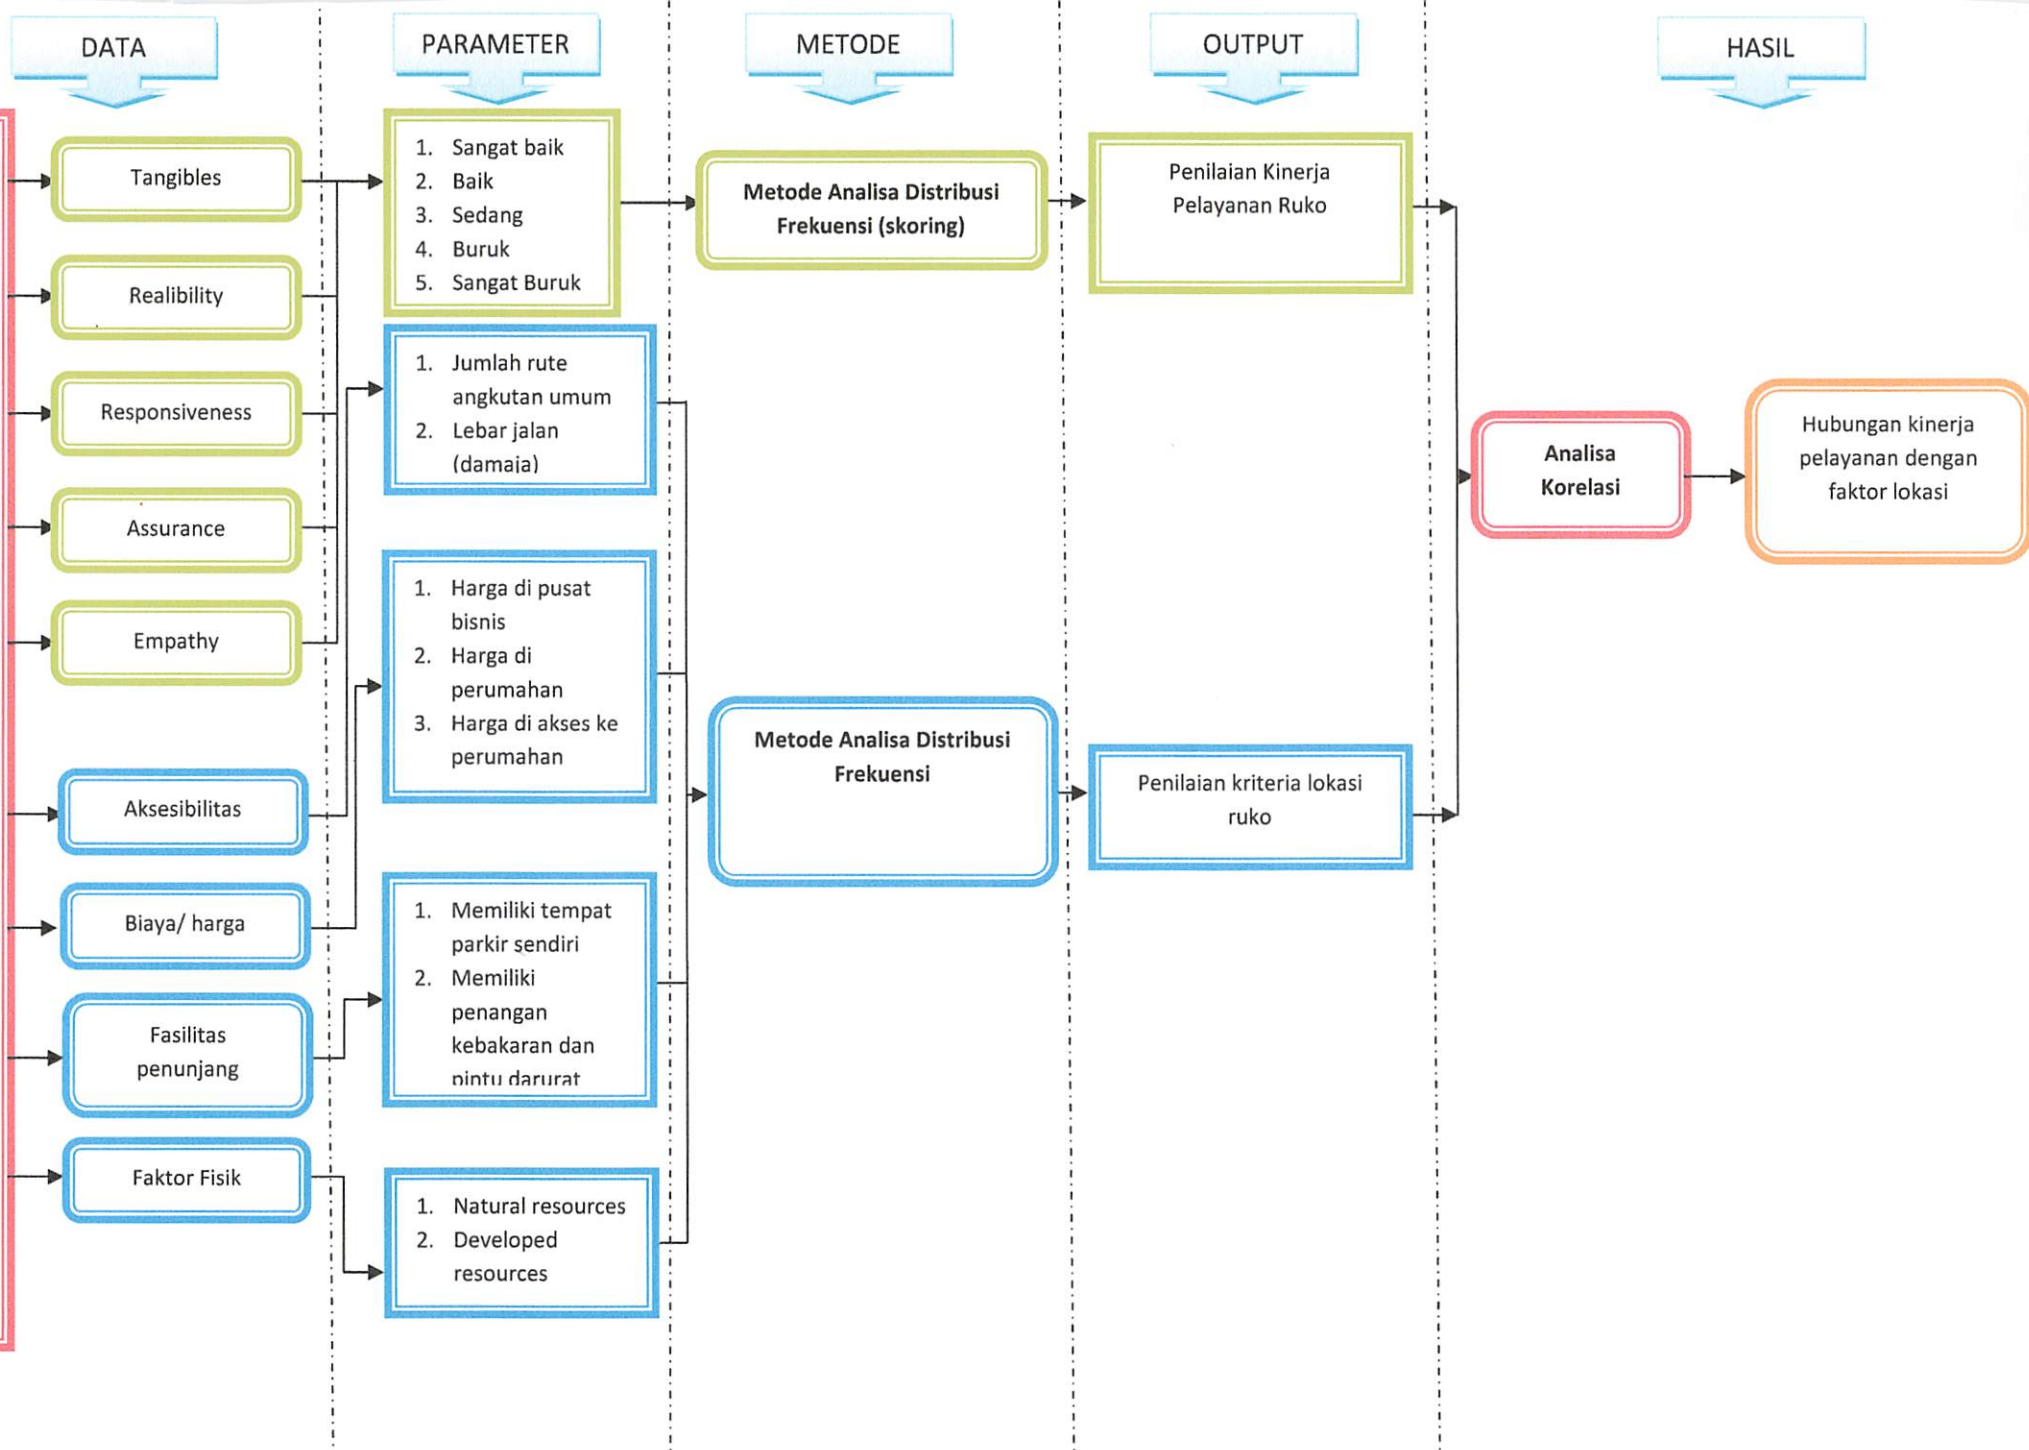 DATA
PARAMETER
METODE
OUTPUT
HASIL
Tangibles
Realibility
Responsiveness
Assurance
Empathy
Aksesibilitas
Biaya/ harga
Fasilitas
penunjang
Faktor Fisik
1. Sangat baik
2. Baik
3. Sedang
4. Buruk
5. Sangat Buruk
1. Jumlah rute
angkutan umum
2. Lebar jalan
(damaja)
1. Harga di pusat
bisnis
2. Harga di
perumahan
3. Harga di akses ke
perumahan
1. Memiliki tempat
parkir sendiri
2. Memiliki
penangan
kebakaran dan
pintu darurat
1. Natural resources
2. Developed
resources
Metode Analisa Distribusi
Frekuensi (skoring)
Metode Analisa Distribusi
Frekuensi
Penilaian Kinerja
Pelayanan Ruko
Penilaian kriteria lokasi
ruko
Analisa
Korelasi
Hubungan kinerja
pelayanan dengan
faktor lokasi